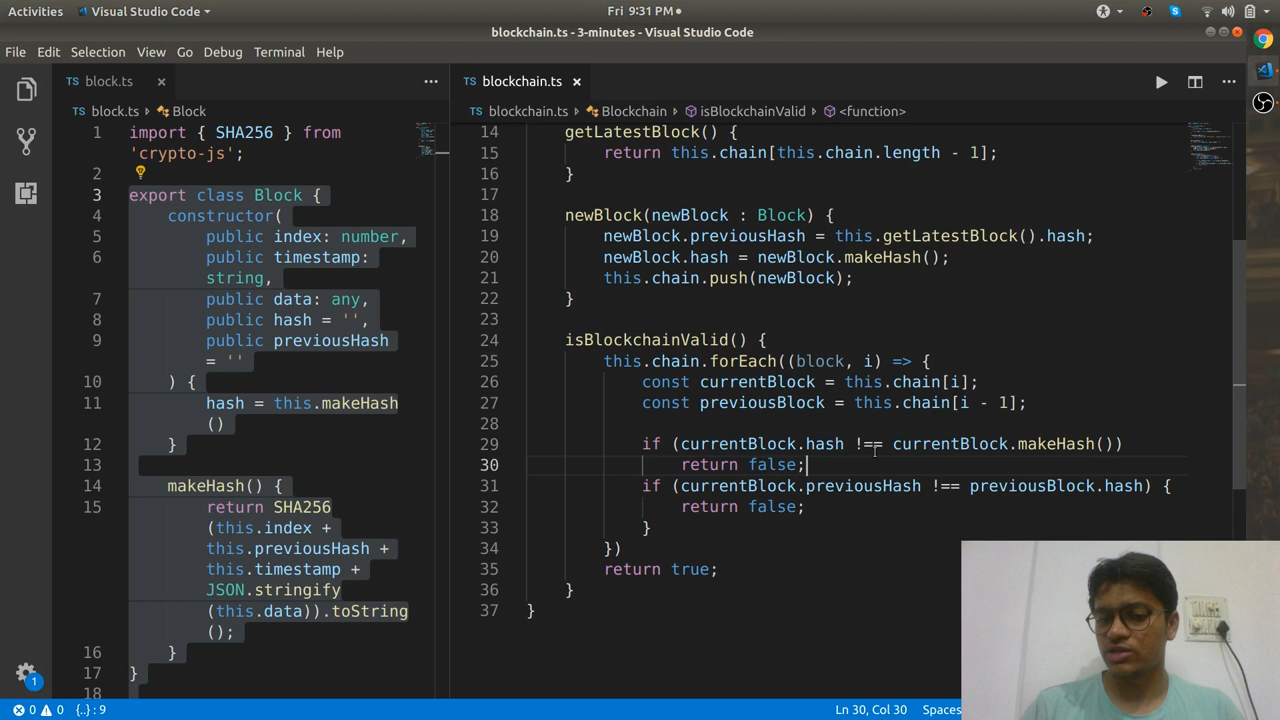 Activities Visual Studio Code Fri 9:31 PM
blockchain.ts - 3-minutes - Visual Studio Code
File Edit Selection View Go Debug Terminal Help
TS block.ts
TS block.ts Block
1 import { SHA256 } from
'crypto-js';
2
3 export class Block {
4 constructor(
5 public index: number,
6 public timestamp:
string,
7 public data: any,
8 public hash = '',
9 public previousHash
= ''
10 ) {
11 hash = this.makeHash
()
12 }
13
14 makeHash() {
15 return SHA256
(this.index +
this.previousHash +
this.timestamp +
JSON.stringify
(this.data)).toString
();
16 }
17 }
18
TS blockchain.ts
TS blockchain.ts Blockchain isBlockchainValid <function>
14 getLatestBlock() {
15 return this.chain[this.chain.length - 1];
16 }
17
18 newBlock(newBlock : Block) {
19 newBlock.previousHash = this.getLatestBlock().hash;
20 newBlock.hash = newBlock.makeHash();
21 this.chain.push(newBlock);
22 }
23
24 isBlockchainValid() {
25 this.chain.forEach((block, i) => {
26 const currentBlock = this.chain[i];
27 const previousBlock = this.chain[i - 1];
28
29 if (currentBlock.hash !== currentBlock.makeHash())
30 return false;
31 if (currentBlock.previousHash !== previousBlock.hash) {
32 return false;
33 }
34 })
35 return true;
36 }
37 }
1
0 0 {..} : 9 Ln 30, Col 30 Spaces